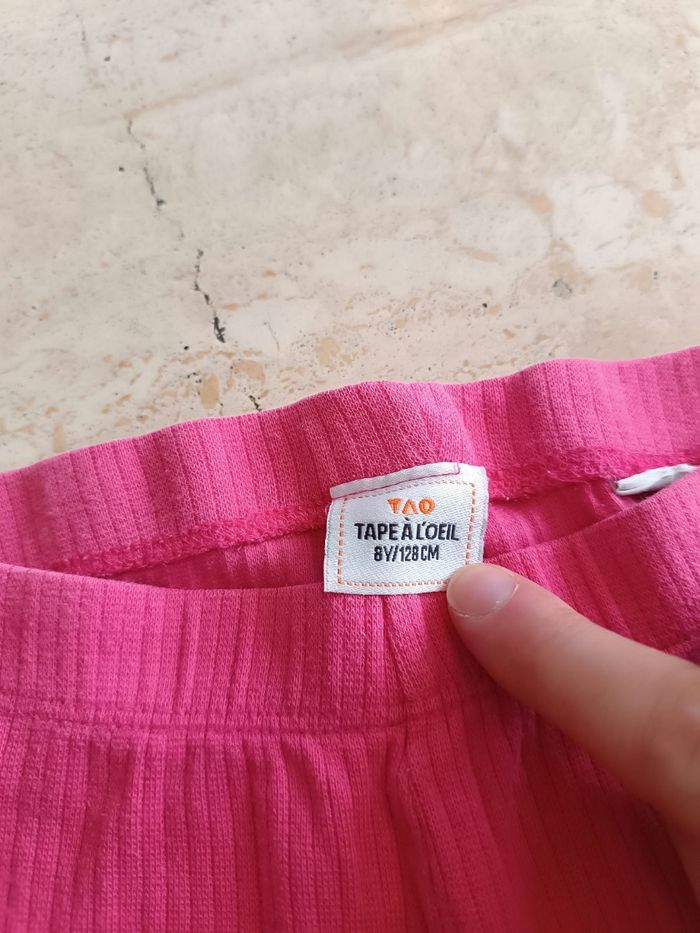 TAO
TAPE À L'OEIL
8Y/128CM